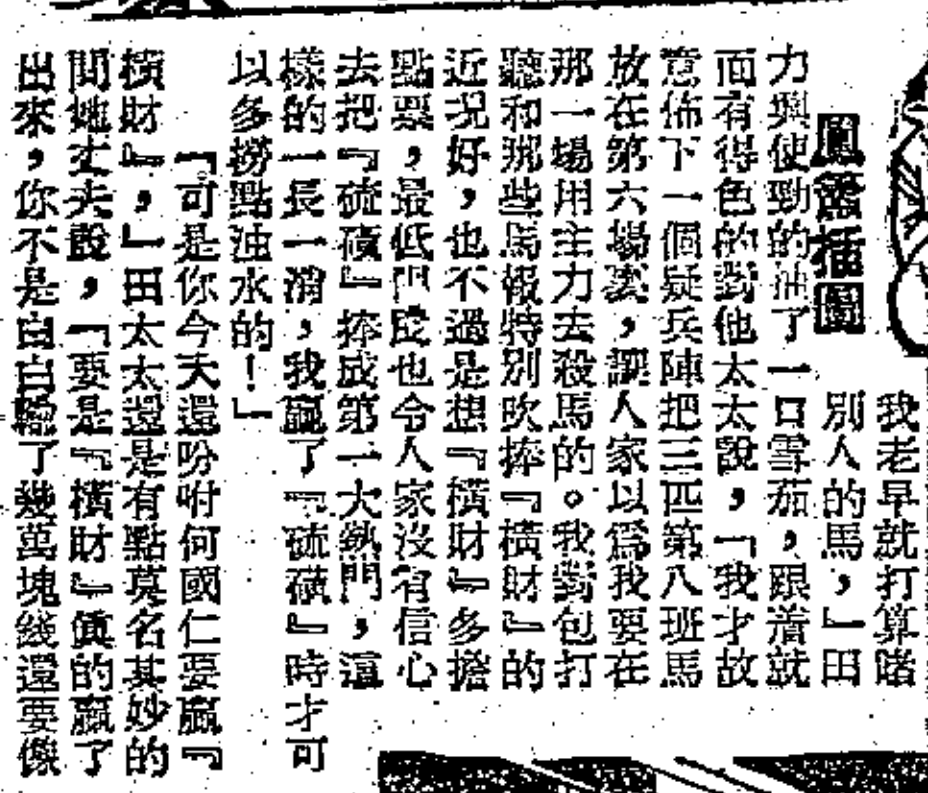 我老早就打算賭
別人的馬,」田
插圖
力與使勁的抽了一口雪茄,跟着就
面有得色的對他太太說,「我才故
意佈下一個疑兵陣把三匹第八班馬
放在第六場裏,讓人家以爲我要在
那一場用主力去殺馬的。我對包打
聽和那些馬報特別吹捧『橫財』的
近况好,也不過是想『橫財』多擔
點票,最低限度也令人家沒有信心
去把『硫磺』捧成第一大熱門,這
樣的一長一消,我贏了『硫磺』時才可
以多撈點油水的!」
「可是你今天還吩咐何國仁要贏『
橫財』,」田太太還是有點莫名其妙的
問她丈夫說,「要是『橫財』眞的贏了
出來,你不是白白輸了幾萬塊錢還要像